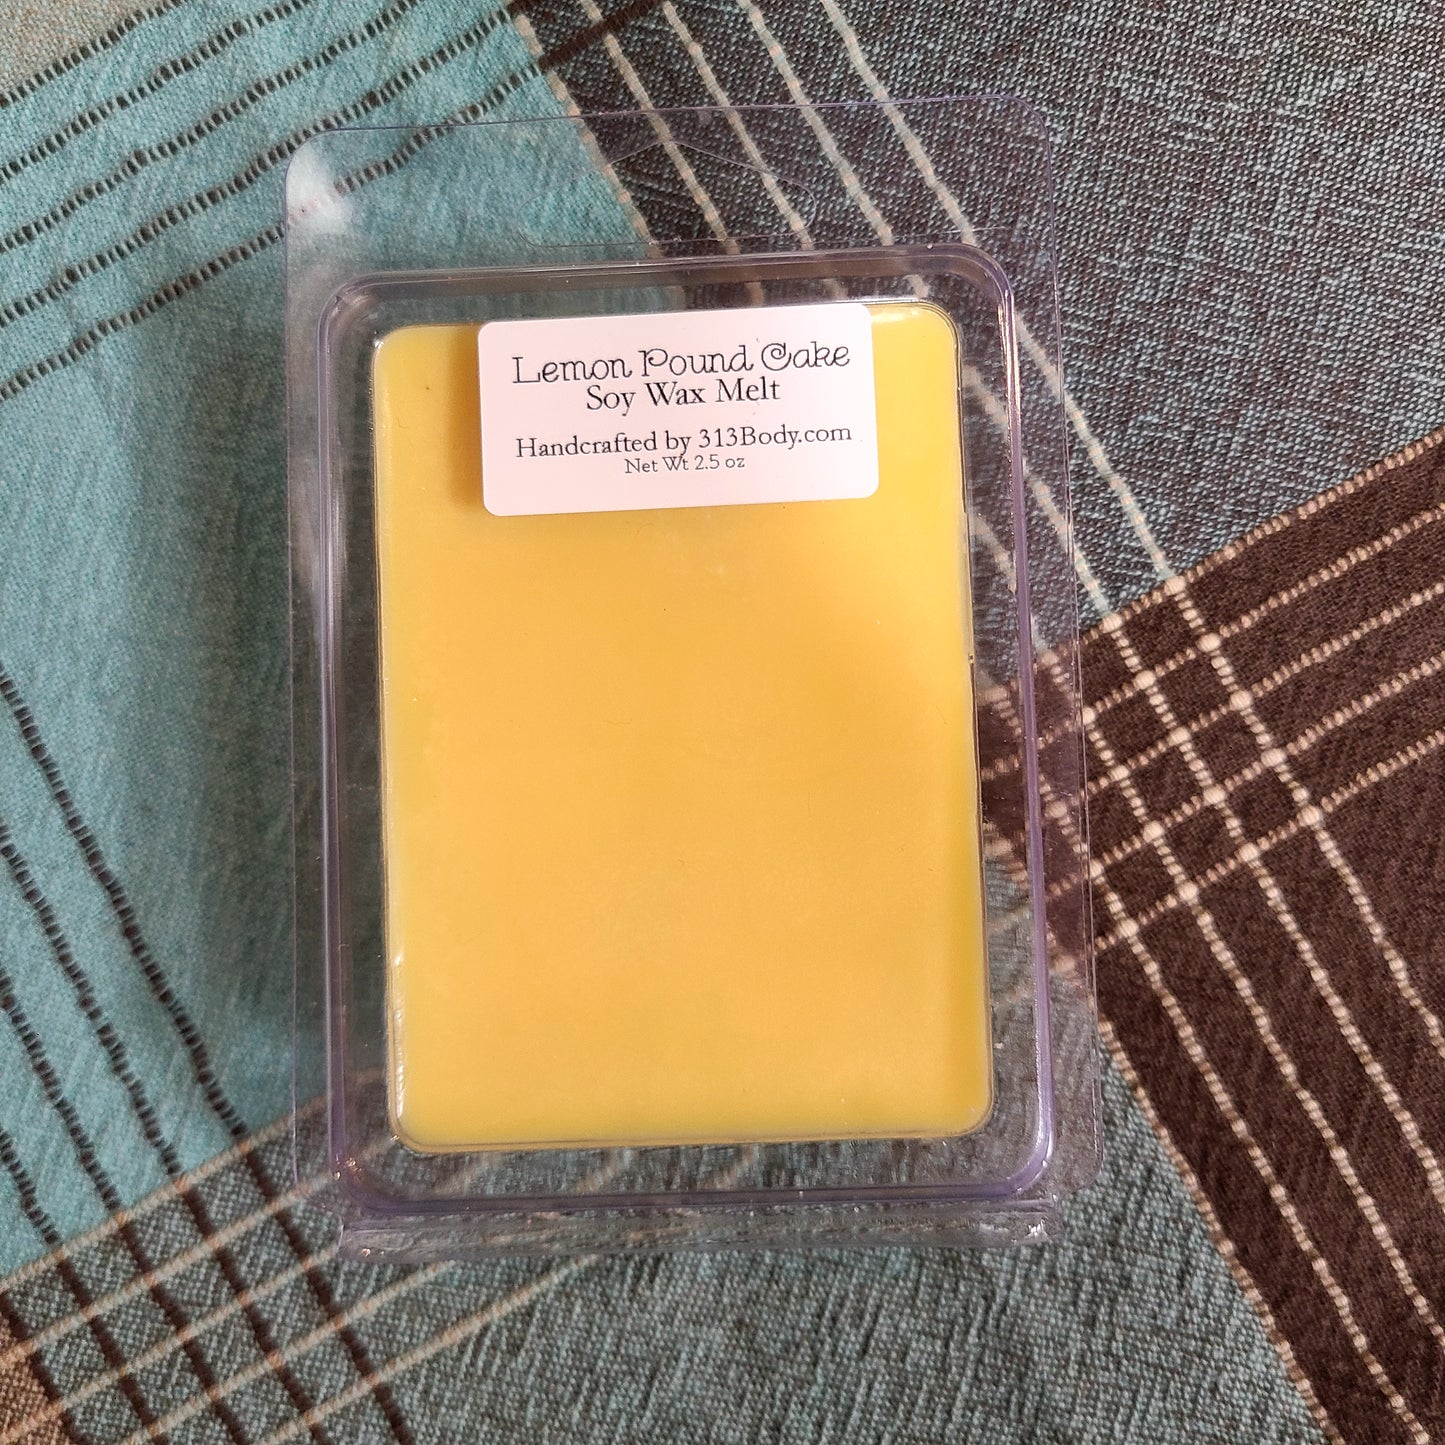 Lemon Pound Cake
Soy Wax Melt
Handcrafted by 313Body.com
Net Wt 2.5 oz